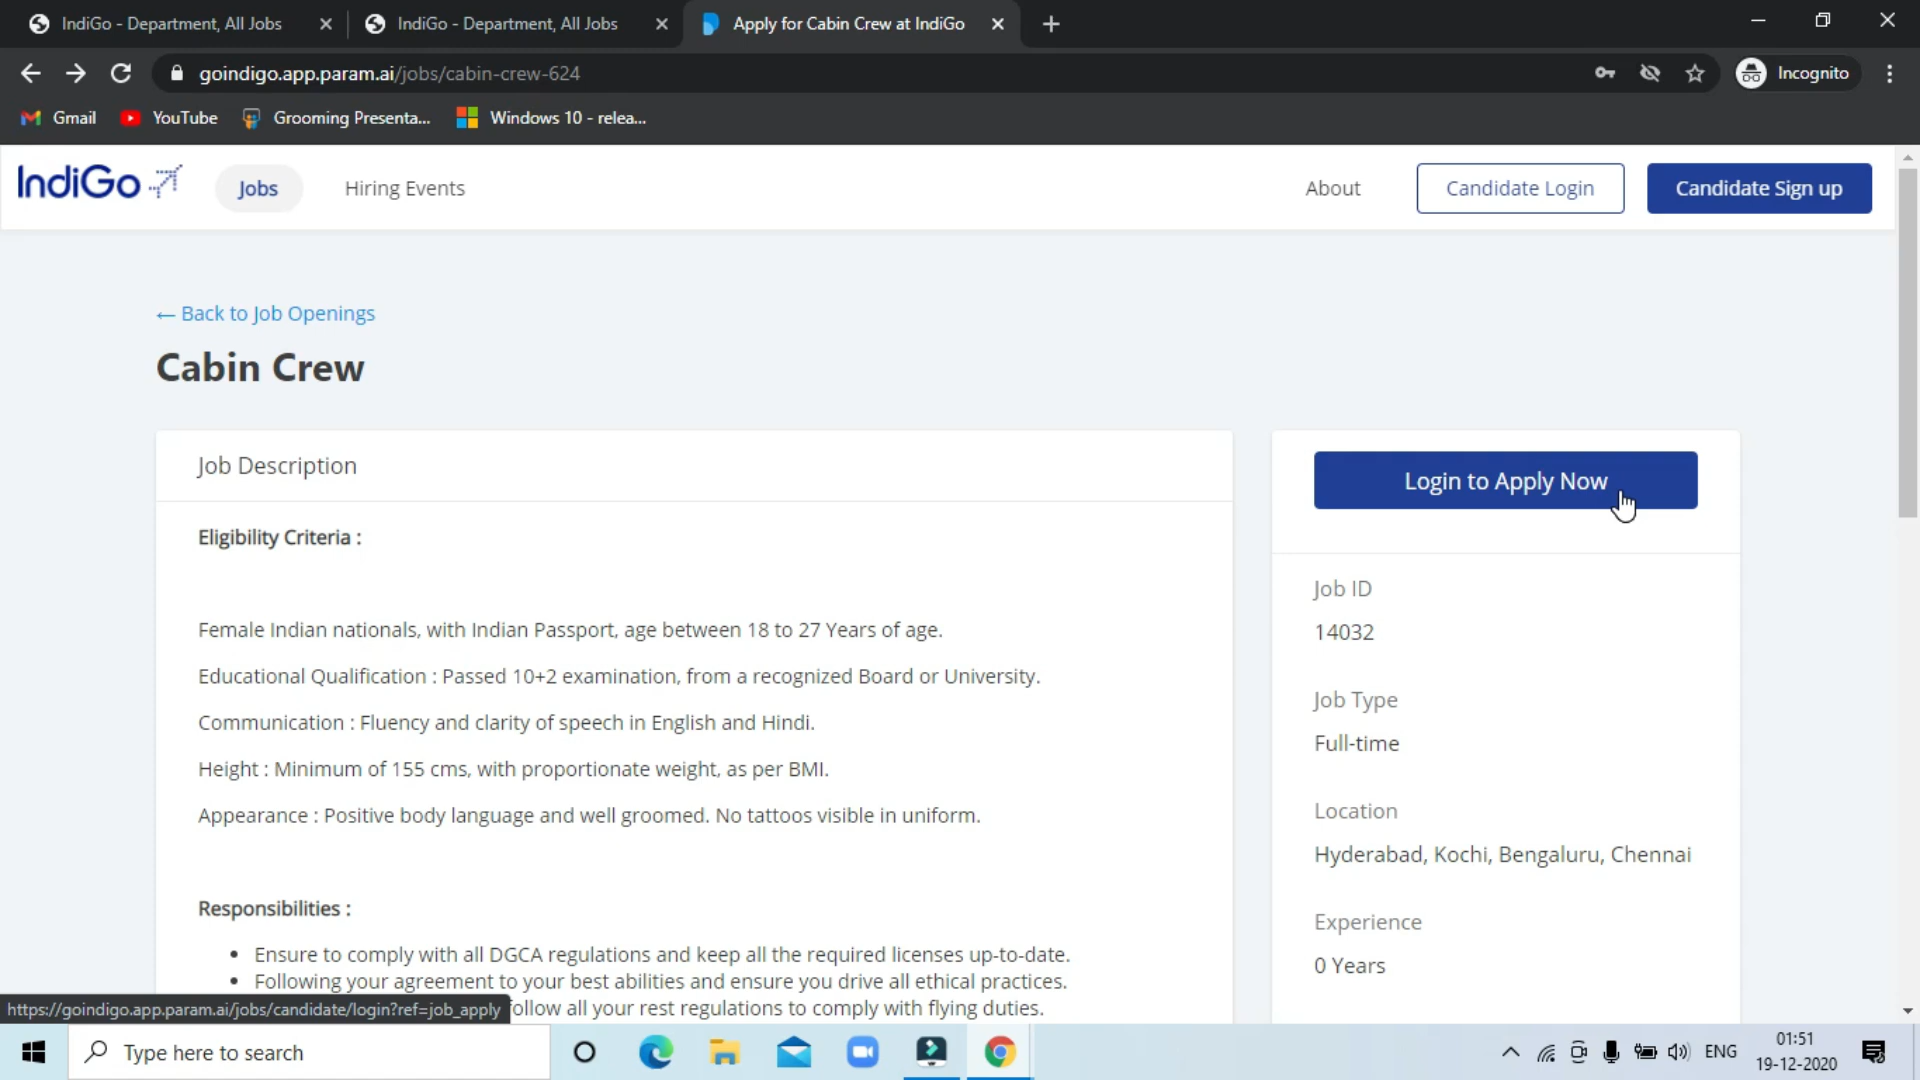 IndiGo - Department, All Jobs
IndiGo - Department, All Jobs
Apply for Cabin Crew at IndiGo
goindigo.app.param.ai/jobs/cabin-crew-624
Incognito
Gmail
YouTube
Grooming Presenta...
Windows 10 - relea...
IndiGo
Jobs
Hiring Events
About
Candidate Login
Candidate Sign up
← Back to Job Openings
Cabin Crew
Job Description
Eligibility Criteria :
Female Indian nationals, with Indian Passport, age between 18 to 27 Years of age.
Educational Qualification : Passed 10+2 examination, from a recognized Board or University.
Communication : Fluency and clarity of speech in English and Hindi.
Height : Minimum of 155 cms, with proportionate weight, as per BMI.
Appearance : Positive body language and well groomed. No tattoos visible in uniform.
Responsibilities :
• Ensure to comply with all DGCA regulations and keep all the required licenses up-to-date.
• Following your agreement to your best abilities and ensure you drive all ethical practices.
ollow all your rest regulations to comply with flying duties.
Login to Apply Now
Job ID
14032
Job Type
Full-time
Location
Hyderabad, Kochi, Bengaluru, Chennai
Experience
0 Years
https://goindigo.app.param.ai/jobs/candidate/login?ref=job_apply
Type here to search
ENG
01:51
19-12-2020